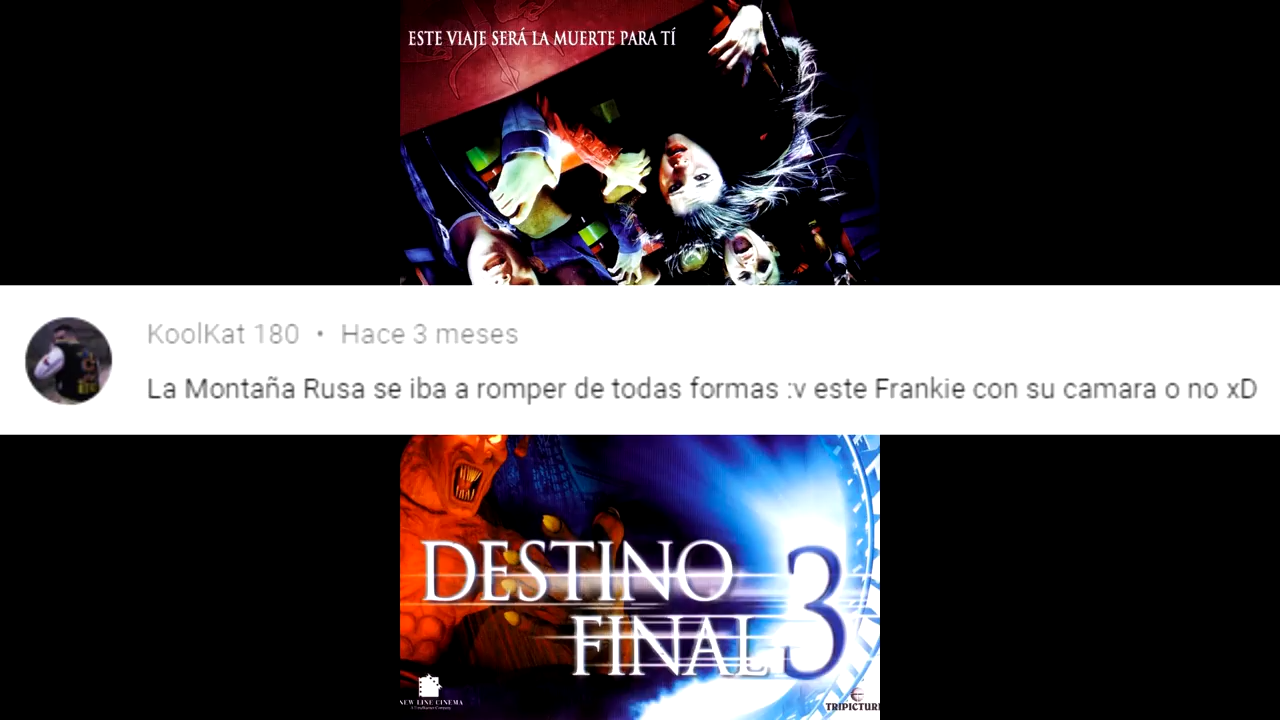 ESTE VIAJE SERÁ LA MUERTE PARA TÍ
KoolKat 180 • Hace 3 meses
La Montaña Rusa se iba a romper de todas formas :v este Frankie con su camara o no xD
DESTINO
FINAL 3
NEW LINE CINEMA
TRIPICTURE